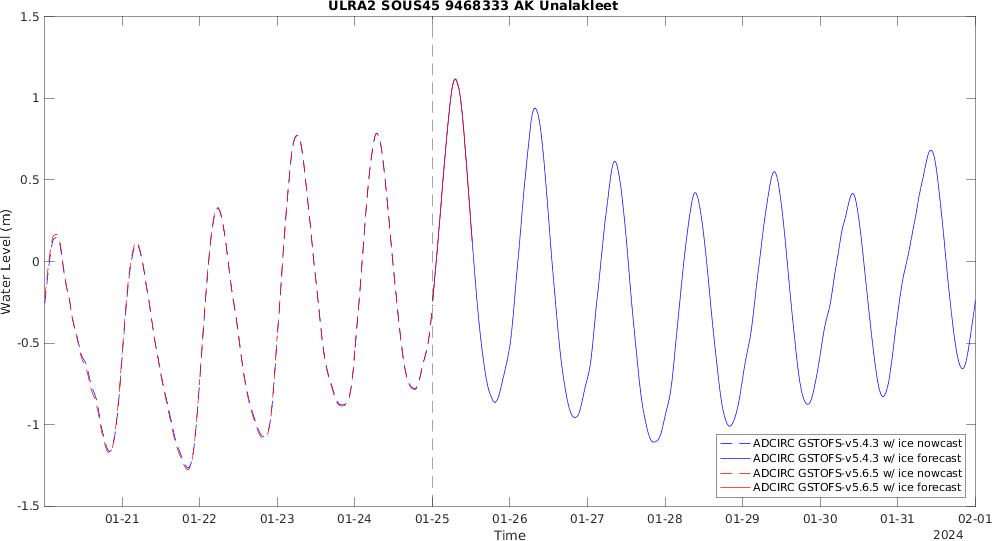 ULRA2 SOUS45 9468333 AK Unalakleet
1.5
1
0.5
0
-0.5
-1
-1.5
Water Level (m)
01-21 01-22 01-23 01-24 01-25 01-26 01-27 01-28 01-29 01-30 01-31 02-01
Time
2024
ADCIRC GSTOFS-v5.4.3 w/ ice nowcast
ADCIRC GSTOFS-v5.4.3 w/ ice forecast
ADCIRC GSTOFS-v5.6.5 w/ ice nowcast
ADCIRC GSTOFS-v5.6.5 w/ ice forecast